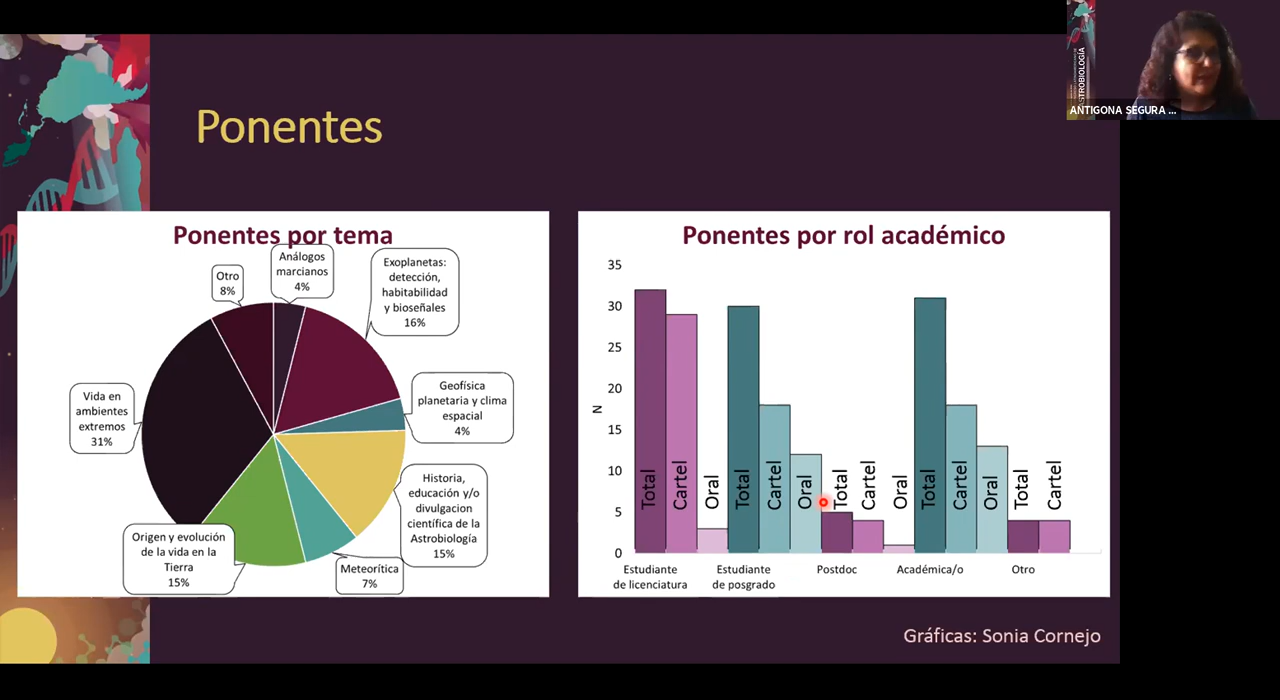 Ponentes
Ponentes por tema
Análogos
marcianos
4%
Exoplanetas:
detección,
habitabilidad
y bioseñales
16%
Geofísica
planetaria y clima
espacial
4%
Historia,
educación y/o
divulgacion
científica de la
Astrobiología
15%
Meteorítica
7%
Origen y evolución
de la vida en la
Tierra
15%
Vida en
ambientes
extremos
31%
Otro
8%
Ponentes por rol académico
N
35
30
25
20
15
10
5
0
Total
Cartel
Oral
Total
Cartel
Oral
Total
Cartel
Oral
Total
Cartel
Oral
Total
Cartel
Estudiante
de licenciatura
Estudiante
de posgrado
Postdoc
Académica/o
Otro
Gráficas: Sonia Cornejo
ASTROBIOLOGÍA
ANTIGONA SEGURA ...